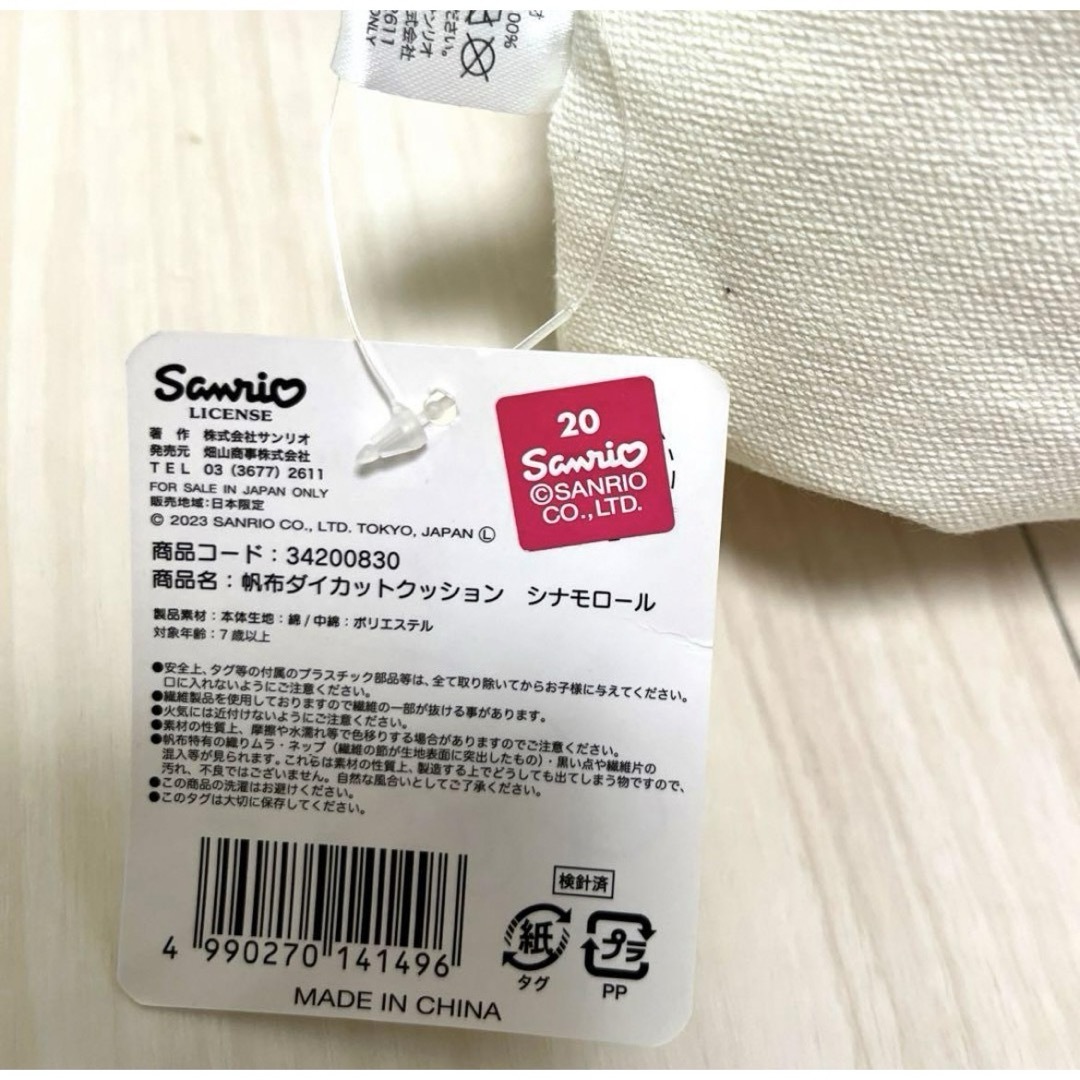 100%
ださい。
サンリオ
式会社
2611
ONLY
Sanrio
LICENSE
著 作 株式会社サンリオ
発売元 畑山商事株式会社
TEL 03 (3677) 2611
FOR SALE IN JAPAN ONLY
販売地域:日本限定
© 2023 SANRIO CO., LTD. TOKYO, JAPAN Ⓛ
20
Sanrio
©SANRIO
CO., LTD.
商品コード:34200830
商品名:帆布ダイカットクッション シナモロール
製品素材:本体生地:綿/中綿:ポリエステル
対象年齢:7歳以上
●安全上、タグ等の付属のプラスチック部品等は、全て取り除いてからお子様に与えてください。
口に入れないようにご注意ください。
●繊維製品を使用しておりますので繊維の一部が抜ける事があります。
●火気には近付けないようにご注意ください。
●素材の性質上、摩擦や水濡れ等で色移りする場合がありますのでご注意ください。
●帆布特有の織りムラ・ネップ(繊維の節が生地表面に突出したもの)・黒い点や繊維片の
混入等が見られます。これらは素材の性質上、製造する上でどうしても出てしまう物ですので、
汚れ、不良ではございません。自然な風合いとしてご了承ください。
●この商品の洗濯はお避けください。
●このタグは大切に保存してください。
4 990270 141496
検針済
紙
タグ
プラ
PP
MADE IN CHINA